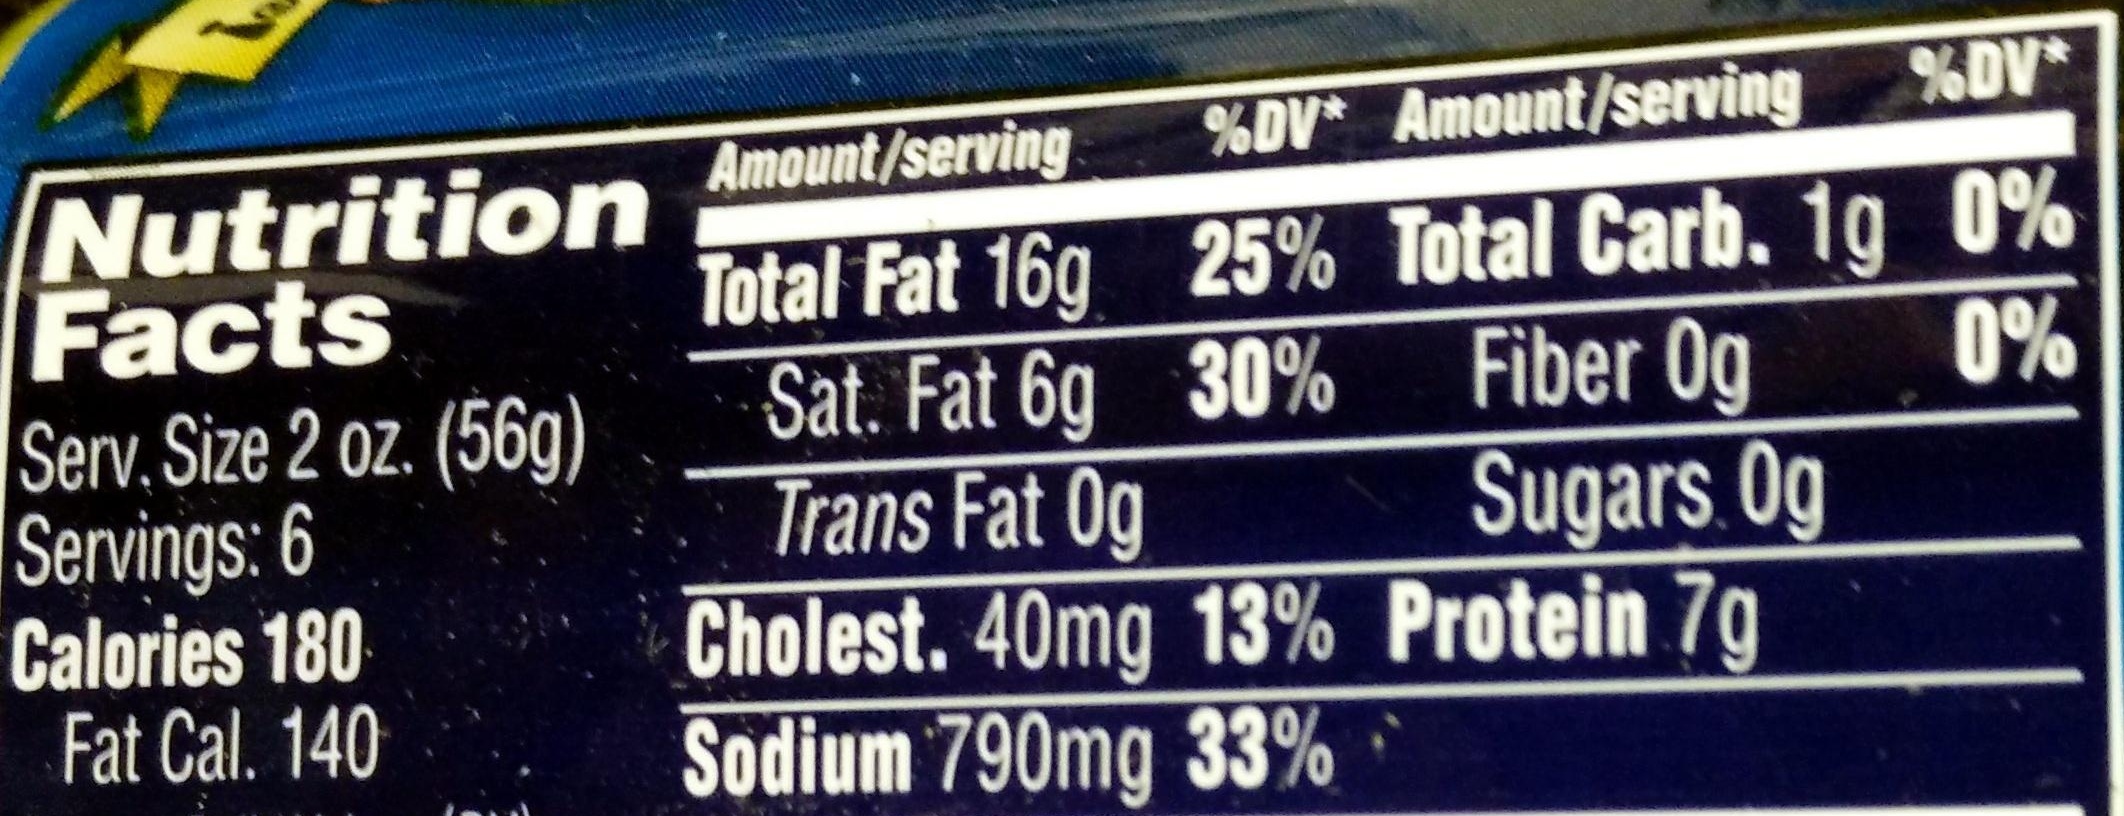 Nutrition
Facts
Serv. Size 2 oz. (56g)
Servings: 6
Calories 180
Fat Cal. 140
Amount/serving %DV* Amount/serving %DV*
Total Fat 16g 25% Total Carb. 1g 0%
Sat. Fat 6g 30% Fiber 0g 0%
Trans Fat 0g Sugars 0g
Cholest. 40mg 13% Protein 7g
Sodium 790mg 33%